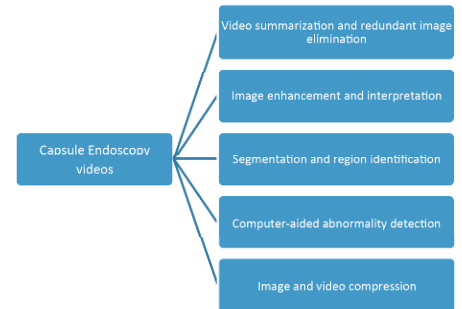 Video summarization and redundant image
elimination
Image enhancement and interpretation
Capsule Endoscopy
videos
Segmentation and region identification
Computer-aided abnormality detection
Image and video compression